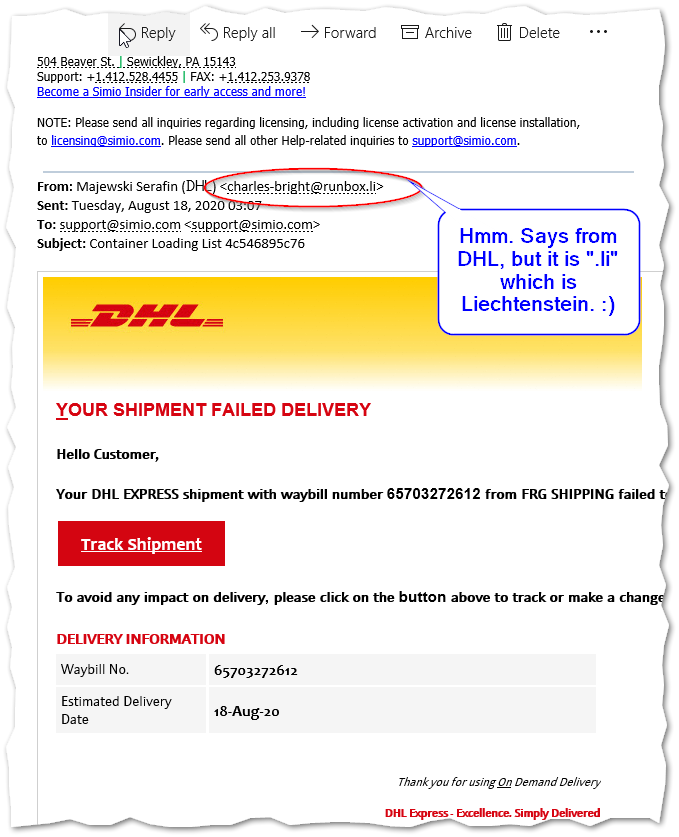 Reply Reply all Forward Archive Delete ...
504 Beaver St. | Sewickley, PA 15143
Support: +1.412.528.4455 | FAX: +1.412.253.9378
Become a Simio Insider for early access and more!
NOTE: Please send all inquiries regarding licensing, including license activation and license installation,
to licensing@simio.com. Please send all other Help-related inquiries to support@simio.com.
From: Majewski Serafin (DHL) <charles-bright@runbox.li>
Sent: Tuesday, August 18, 2020 03:07
To: support@simio.com <support@simio.com>
Subject: Container Loading List 4c546895c76
Hmm. Says from
DHL, but it is ".li"
which is
Liechtenstein. :)
DHL
YOUR SHIPMENT FAILED DELIVERY
Hello Customer,
Your DHL EXPRESS shipment with waybill number 65703272612 from FRG SHIPPING failed
Track Shipment
To avoid any impact on delivery, please click on the button above to track or make a change
DELIVERY INFORMATION
Waybill No. 65703272612
Estimated Delivery
Date
18-Aug-20
Thank you for using On Demand Delivery
DHL Express - Excellence. Simply Delivered